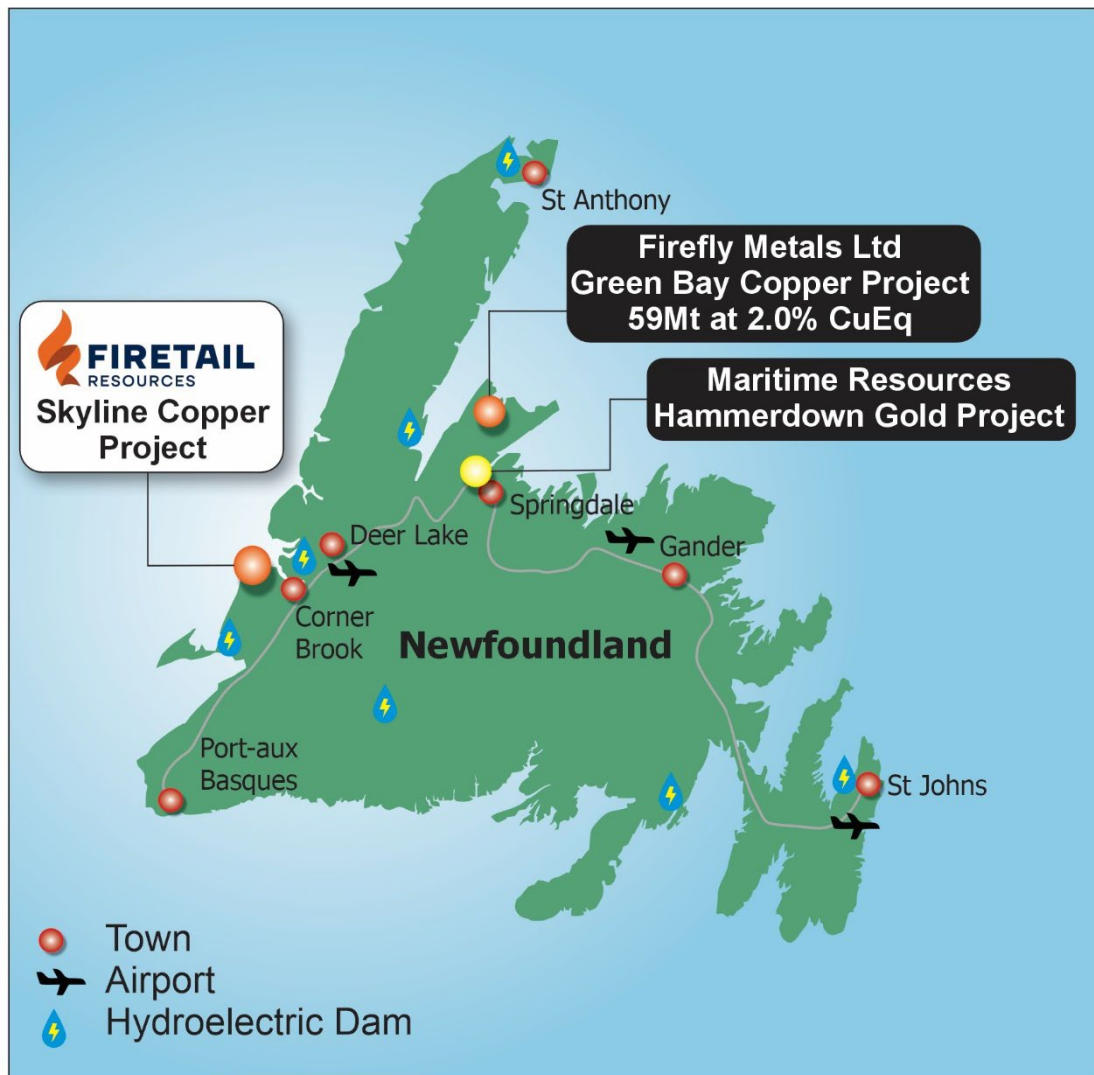 St Anthony
Firefly Metals Ltd
Green Bay Copper Project
59Mt at 2.0% CuEq
FIRETAIL
RESOURCES
Skyline Copper
Project
Maritime Resources
Hammerdown Gold Project
Springdale
Deer Lake
Gander
Corner
Brook
Newfoundland
Port-aux
Basques
St Johns
Town
Airport
Hydroelectric Dam